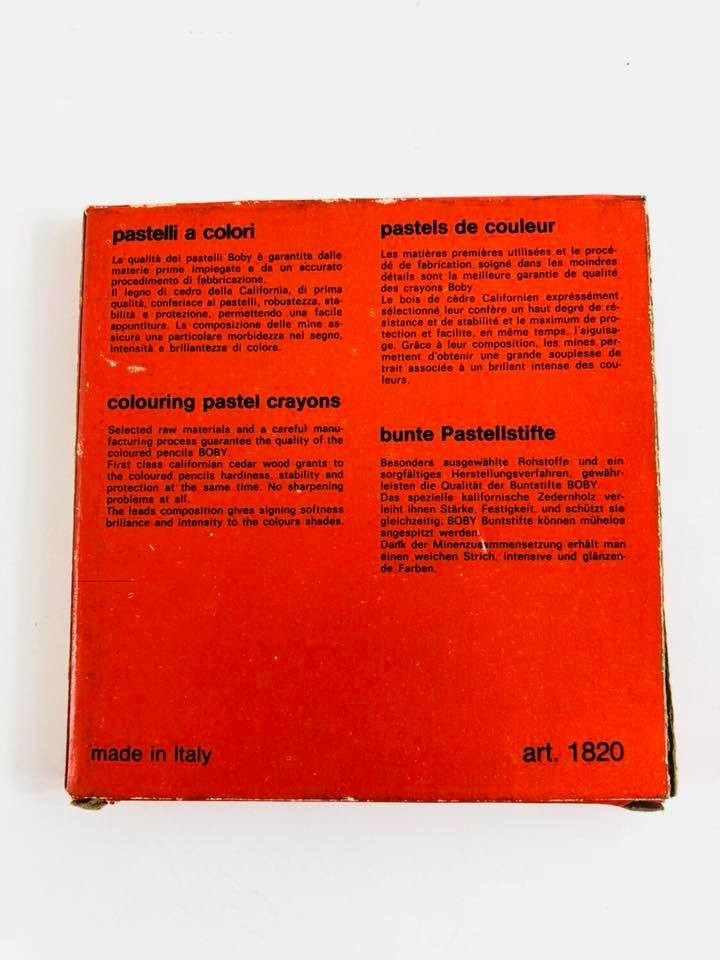 pastelli a colori
La qualità dei pastelli Boby è garantita dalle
materie prime impiegate e da un accurato
procedimento di fabbricazione.
Il legno di cedro della California, di prima
qualità, conferisce ai pastelli, robustezza, sta-
bilità e protezione, permettendo una facile
appuntitura. La composizione delle mine as-
sicura una particolare morbidezza nel segno,
intensità e brillantezza di colore.
colouring pastel crayons
Selected raw materials and a careful manu-
facturing process guarantee the quality of the
coloured pencils BOBY.
First class californian cedar wood grants to
the coloured pencils hardiness, stability and
protection at the same time. No sharpening
problems at all.
The leads composition gives signing softness
brillance and intensity to the colours shades.
pastels de couleur
Les matières premières utilisées et le procé-
dé de fabrication soigné dans les moindres
détails sont la meilleure garantie de qualité
des crayons Boby.
Le bois de cèdre Californien expréssément
sélectionné leur confère un haut degré de ré-
sistance et de stabilité et le maximum de pro-
tection et facilite, en même temps, l'aiguisa-
ge. Grâce à leur composition, les mines per-
mettent d'obtenir une grande souplesse de
trait associée à un brillant intense des cou-
leurs.
bunte Pastellstifte
Besonders ausgewählte Rohstoffe und ein
sorgfältiges Herstellungsverfahren, gewähr-
leisten die Qualität der Buntstifte BOBY.
Das spezielle kalifornische Zedernholz ver-
leiht ihnen Stärke, Festigkeit, und schützt sie
gleichzeitig. BOBY Buntstifte können mühelos
angespitzt werden.
Dank der Minenzusammensetzung erhält man
einen weichen Strich, intensive und glänzen-
de Farben.
made in Italy
art. 1820